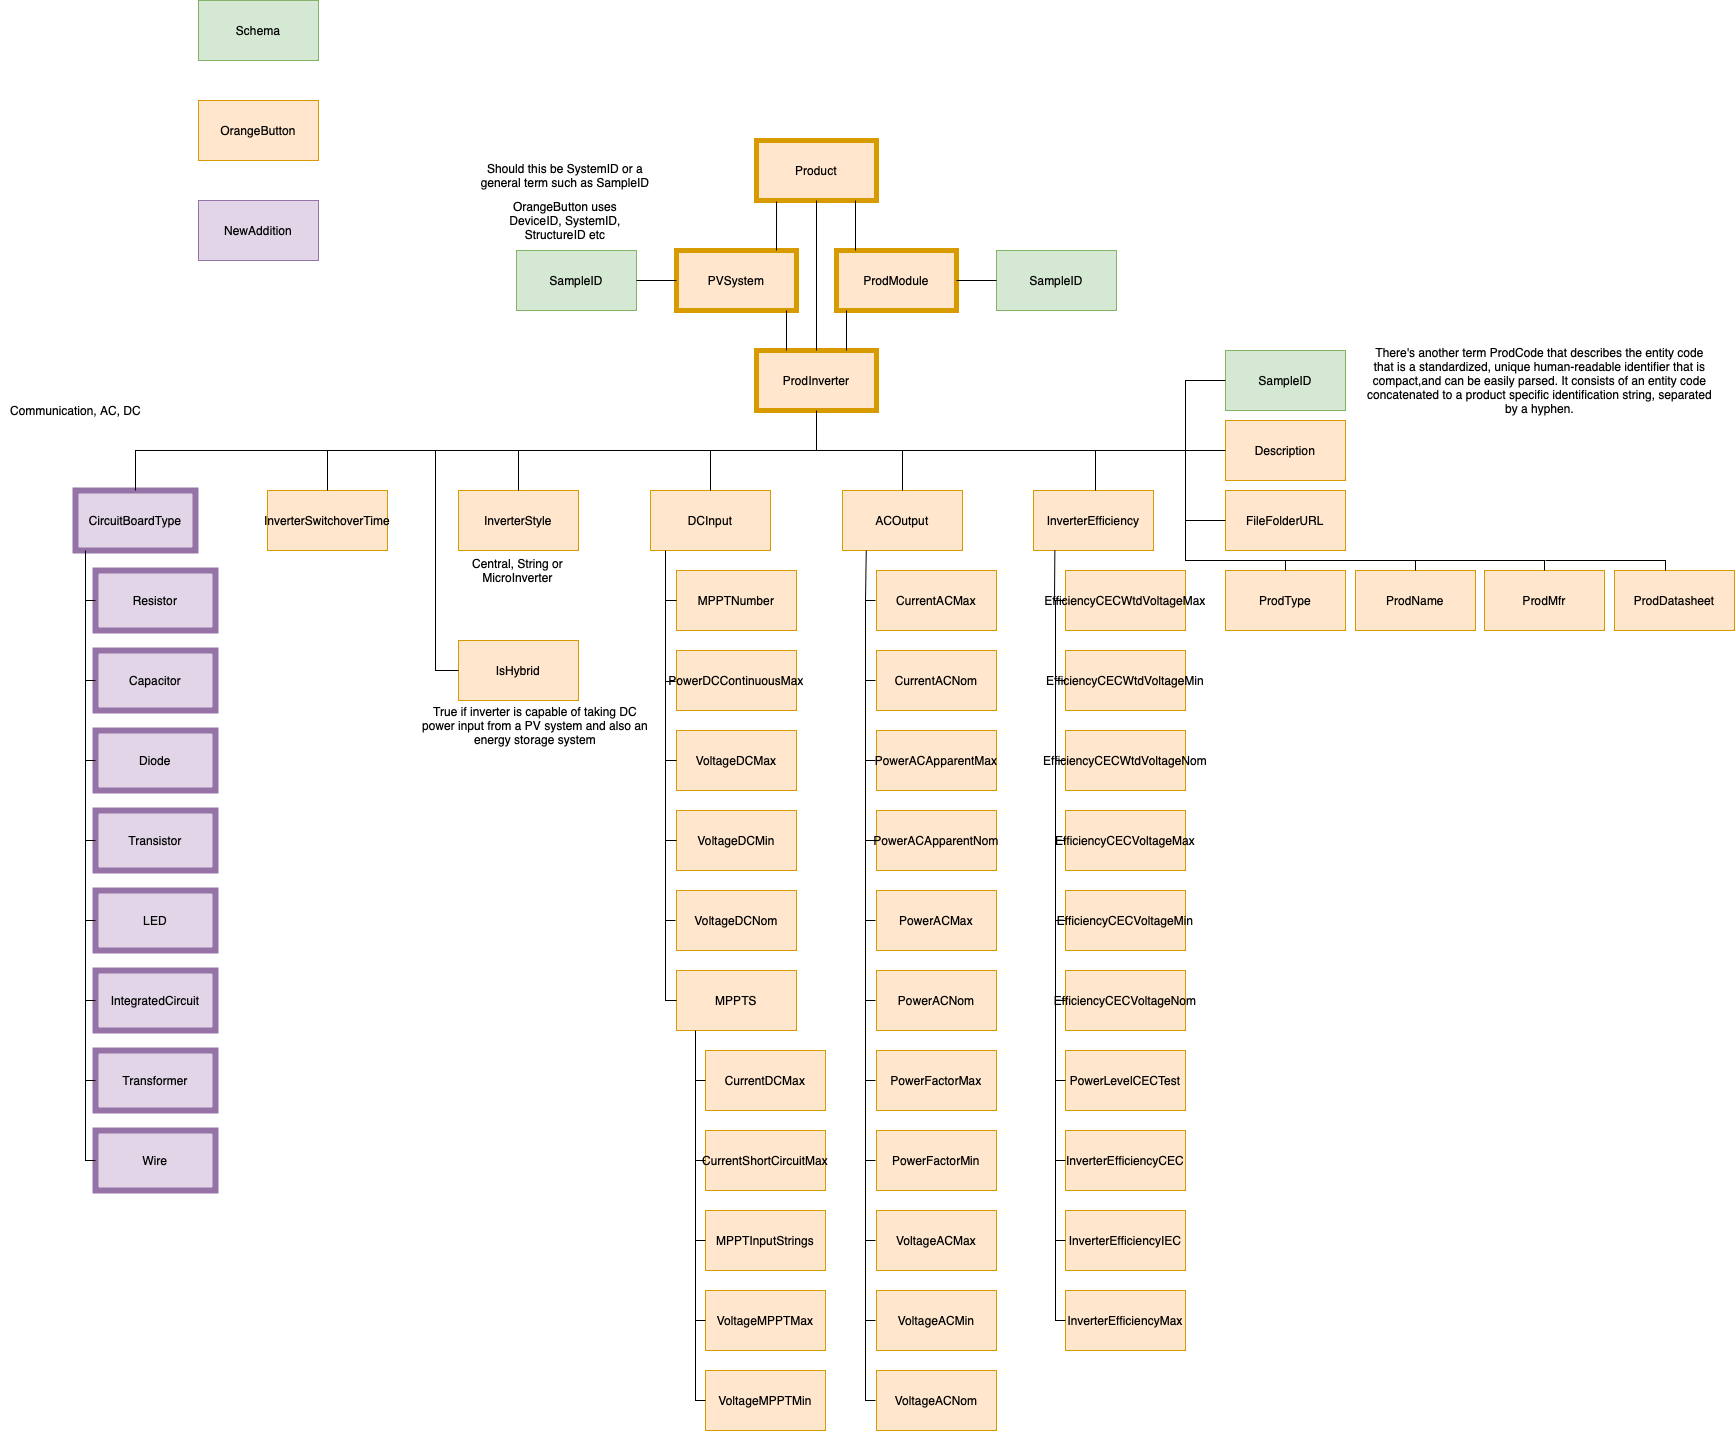 Schema
OrangeButton
NewAddition
Product
Should this be SystemID or a
general term such as SampleID
OrangeButton uses
DeviceID, SystemID,
StructureID etc
SampleID
PVSystem
ProdModule
SampleID
ProdInverter
SampleID
There's another term ProdCode that describes the entity code
that is a standardized, unique human-readable identifier that is
compact,and can be easily parsed. It consists of an entity code
concatenated to a product specific identification string, separated
by a hyphen.
Communication, AC, DC
Description
CircuitBoardType
InverterSwitchoverTime
InverterStyle
DCInput
ACOutput
InverterEfficiency
FileFolderURL
Central, String or
MicroInverter
Resistor
MPPTNumber
CurrentACMax
EfficiencyCECWtdVoltageMax
ProdType
ProdName
ProdMfr
ProdDatasheet
Capacitor
IsHybrid
PowerDCContinuousMax
CurrentACNom
EfficiencyCECWtdVoltageMin
True if inverter is capable of taking DC
power input from a PV system and also an
energy storage system
Diode
VoltageDCMax
PowerACApparentMax
EfficiencyCECWtdVoltageNom
Transistor
VoltageDCMin
PowerACApparentNom
EfficiencyCECVoltageMax
LED
VoltageDCNom
PowerACMax
EfficiencyCECVoltageMin
IntegratedCircuit
MPPTS
PowerACNom
EfficiencyCECVoltageNom
Transformer
CurrentDCMax
PowerFactorMax
PowerLevelCECTest
Wire
CurrentShortCircuitMax
PowerFactorMin
InverterEfficiencyCEC
MPPTInputStrings
VoltageACMax
InverterEfficiencyIEC
VoltageMPPTMax
VoltageACMin
InverterEfficiencyMax
VoltageMPPTMin
VoltageACNom